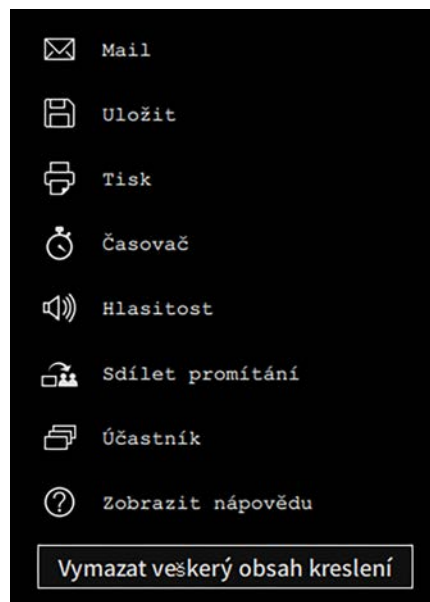 Mail
Uložit
Tisk
Časovač
Hlasitost
Sdílet promítání
Účastník
Zobrazit nápovědu
Vymazat veškerý obsah kreslení